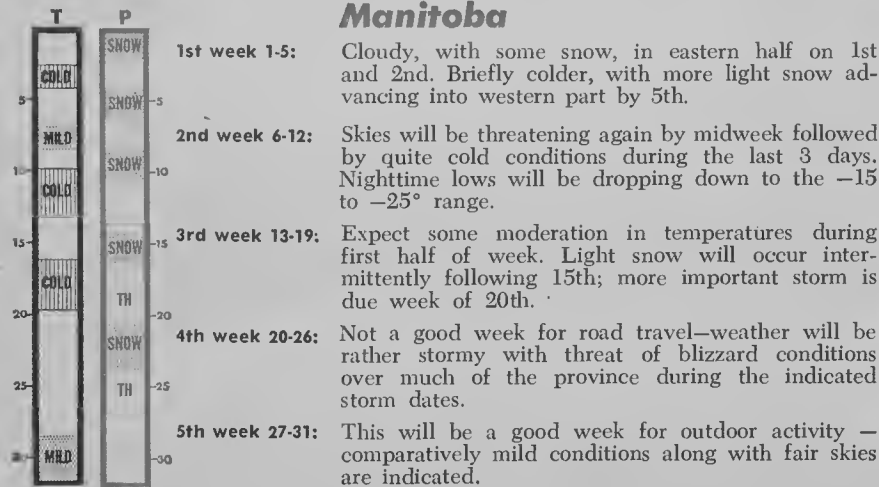 Manitoba
T P
SNOW
COLD
5 SNOW 5
MILD
10 SNOW 10
COLD
15 SNOW 15
COLD
TH
20 20
SNOW
25 TH 25
MILD 30
1st week 1-5: Cloudy, with some snow, in eastern half on 1st
and 2nd. Briefly colder, with more light snow ad-
vancing into western part by 5th.
2nd week 6-12: Skies will be threatening again by midweek followed
by quite cold conditions during the last 3 days.
Nighttime lows will be dropping down to the —15
to —25° range.
3rd week 13-19: Expect some moderation in temperatures during
first half of week. Light snow will occur inter-
mittently following 15th; more important storm is
due week of 20th.
4th week 20-26: Not a good week for road travel—weather will be
rather stormy with threat of blizzard conditions
over much of the province during the indicated
storm dates.
5th week 27-31: This will be a good week for outdoor activity —
comparatively mild conditions along with fair skies
are indicated.